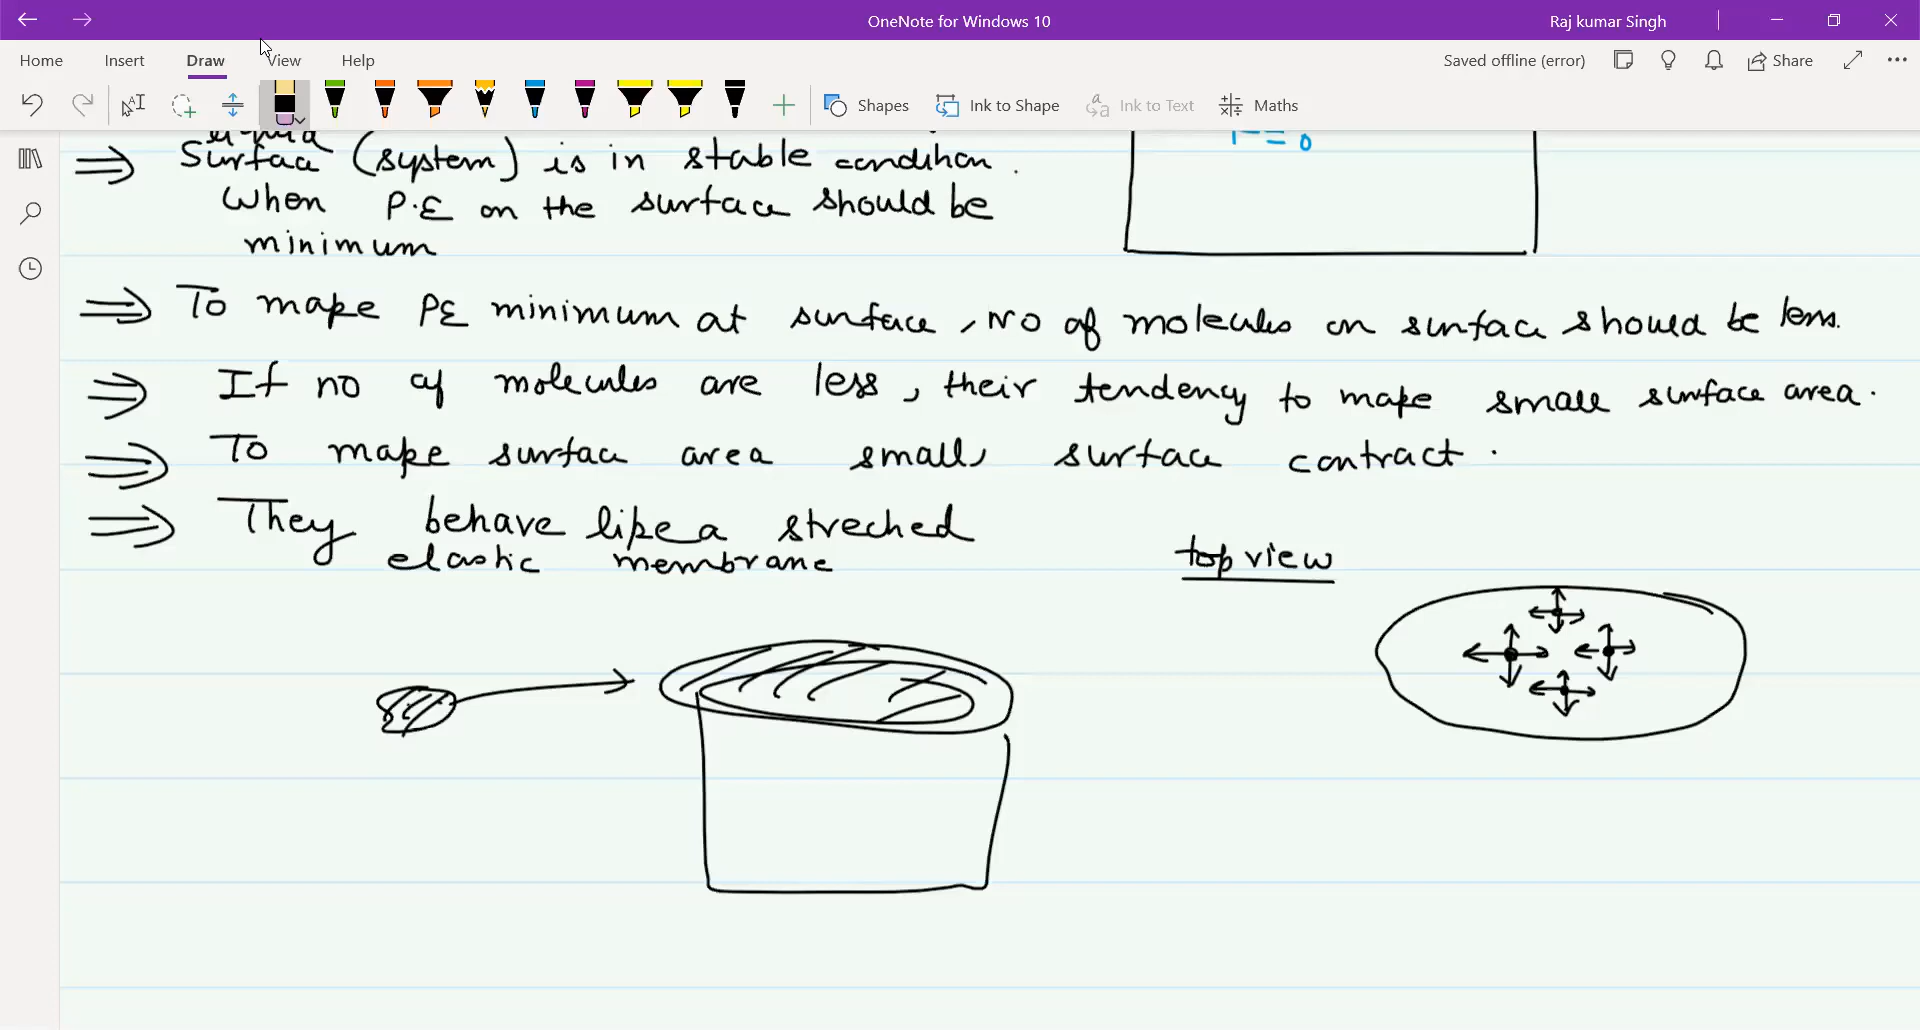 OneNote for Windows 10
Raj kumar Singh
Home Insert Draw View Help
Saved offline (error) Share
Shapes Ink to Shape Ink to Text Maths
liquid
F = 0
⇒ Surface (system) is in stable condition.
When P.E on the surface should be
minimum
⇒ To make PE minimum at surface, No of molecules on surface should be less.
⇒ If no of molecules are less, their tendency to make small surface area.
⇒ To make surface area small, surface contract.
⇒ They behave like a streched
elastic membrane
top view